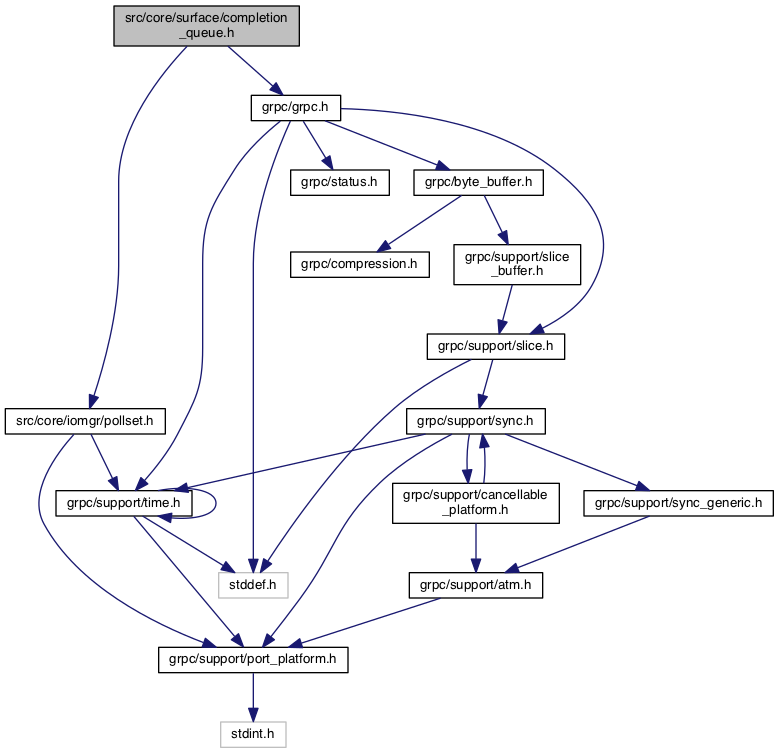 src/core/surface/completion
_queue.h
grpc/grpc.h
grpc/status.h
grpc/byte_buffer.h
grpc/compression.h
grpc/support/slice
_buffer.h
grpc/support/slice.h
src/core/iomgr/pollset.h
grpc/support/sync.h
grpc/support/time.h
grpc/support/cancellable
_platform.h
grpc/support/sync_generic.h
stddef.h
grpc/support/atm.h
grpc/support/port_platform.h
stdint.h